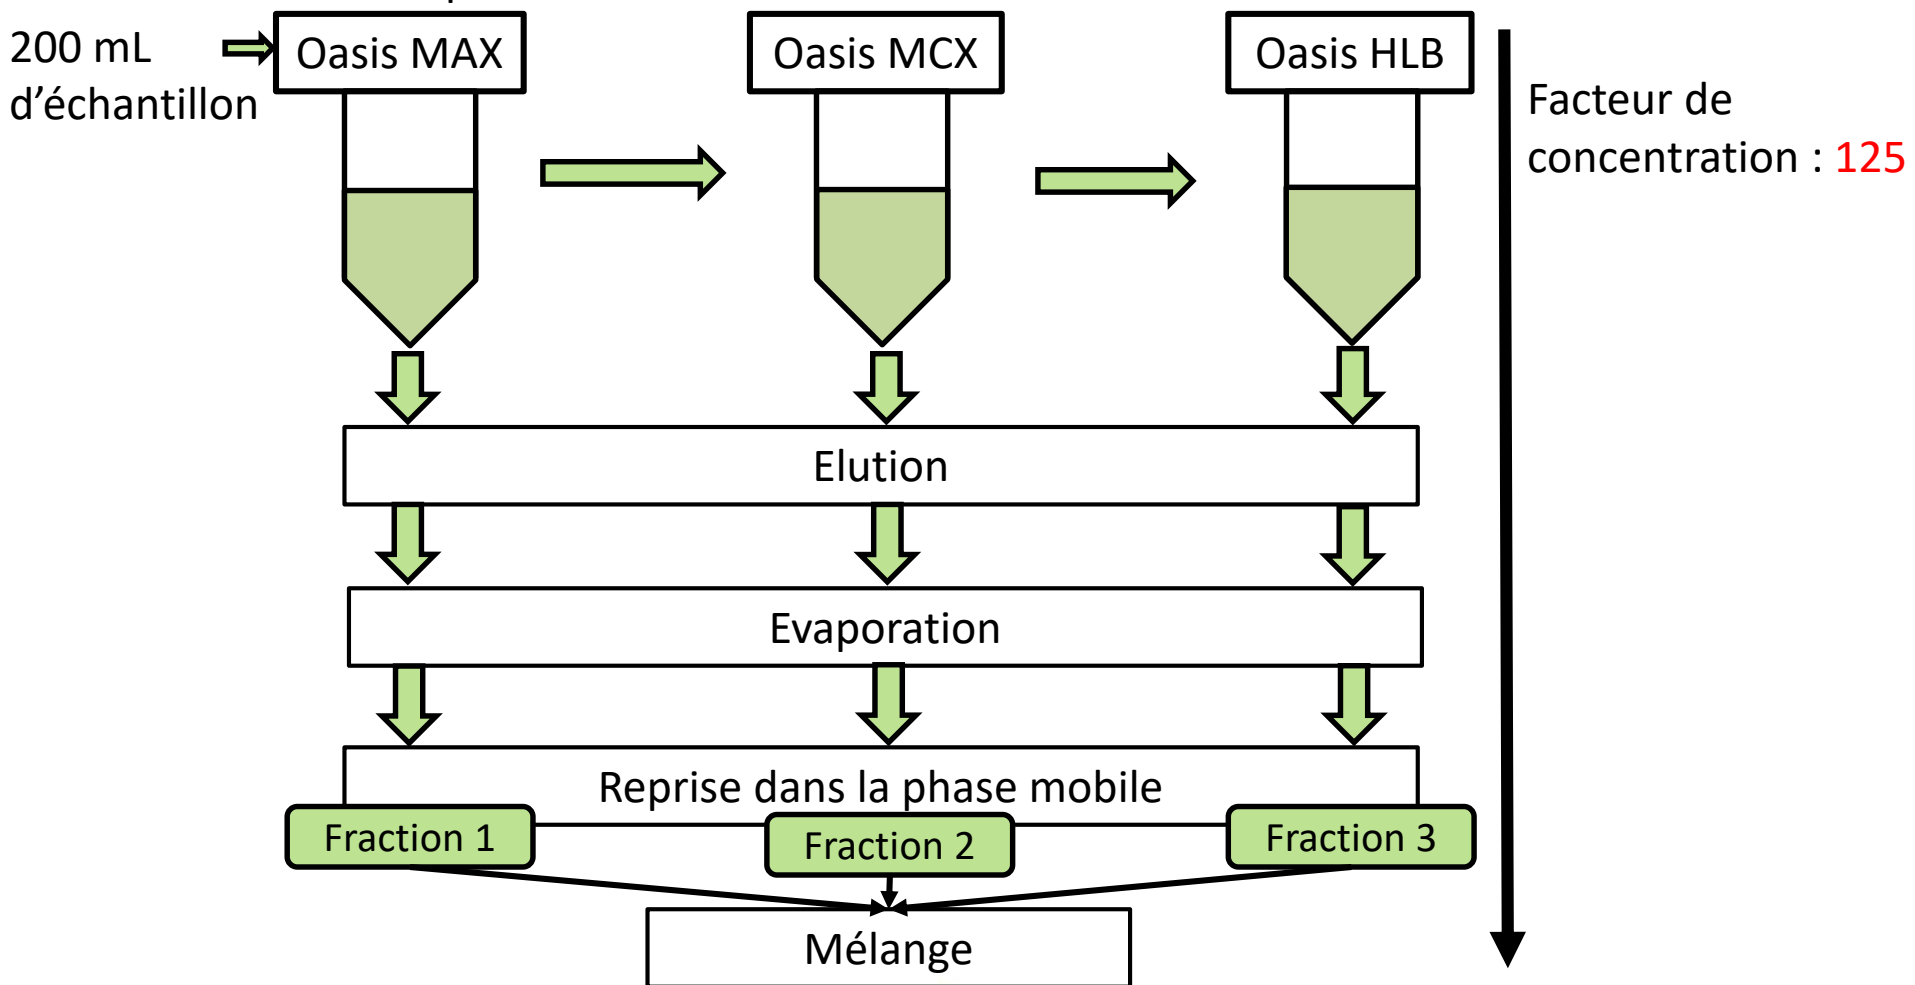 200 mL
d’échantillon
Oasis MAX
Oasis MCX
Oasis HLB
Facteur de
concentration : 125
Elution
Evaporation
Reprise dans la phase mobile
Fraction 1
Fraction 2
Fraction 3
Mélange